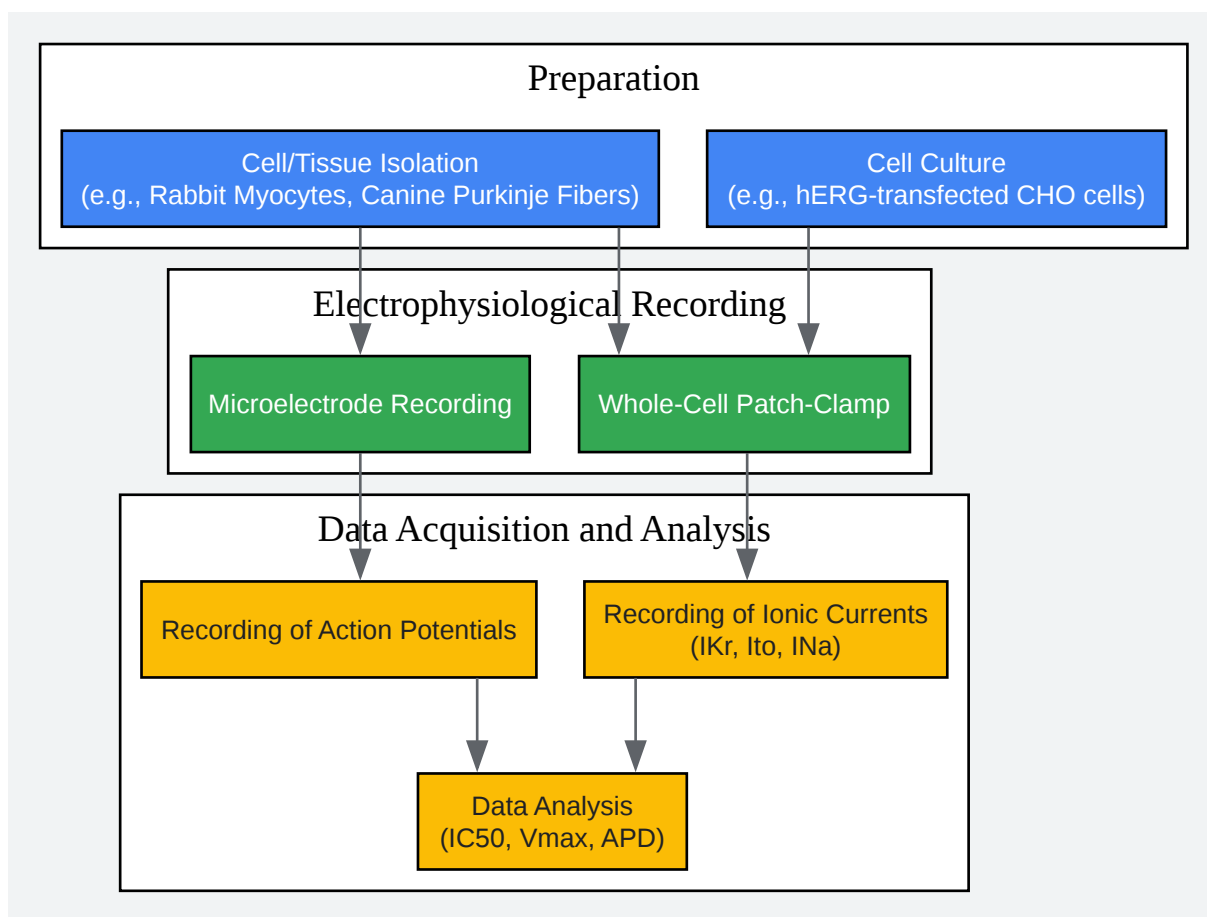 Preparation
Cell/Tissue Isolation
(e.g., Rabbit Myocytes, Canine Purkinje Fibers)
Cell Culture
(e.g., hERG-transfected CHO cells)
Electrophysiological Recording
Microelectrode Recording
Whole-Cell Patch-Clamp
Data Acquisition and Analysis
Recording of Action Potentials
Recording of Ionic Currents
(IKr, Ito, INa)
Data Analysis
(IC50, Vmax, APD)